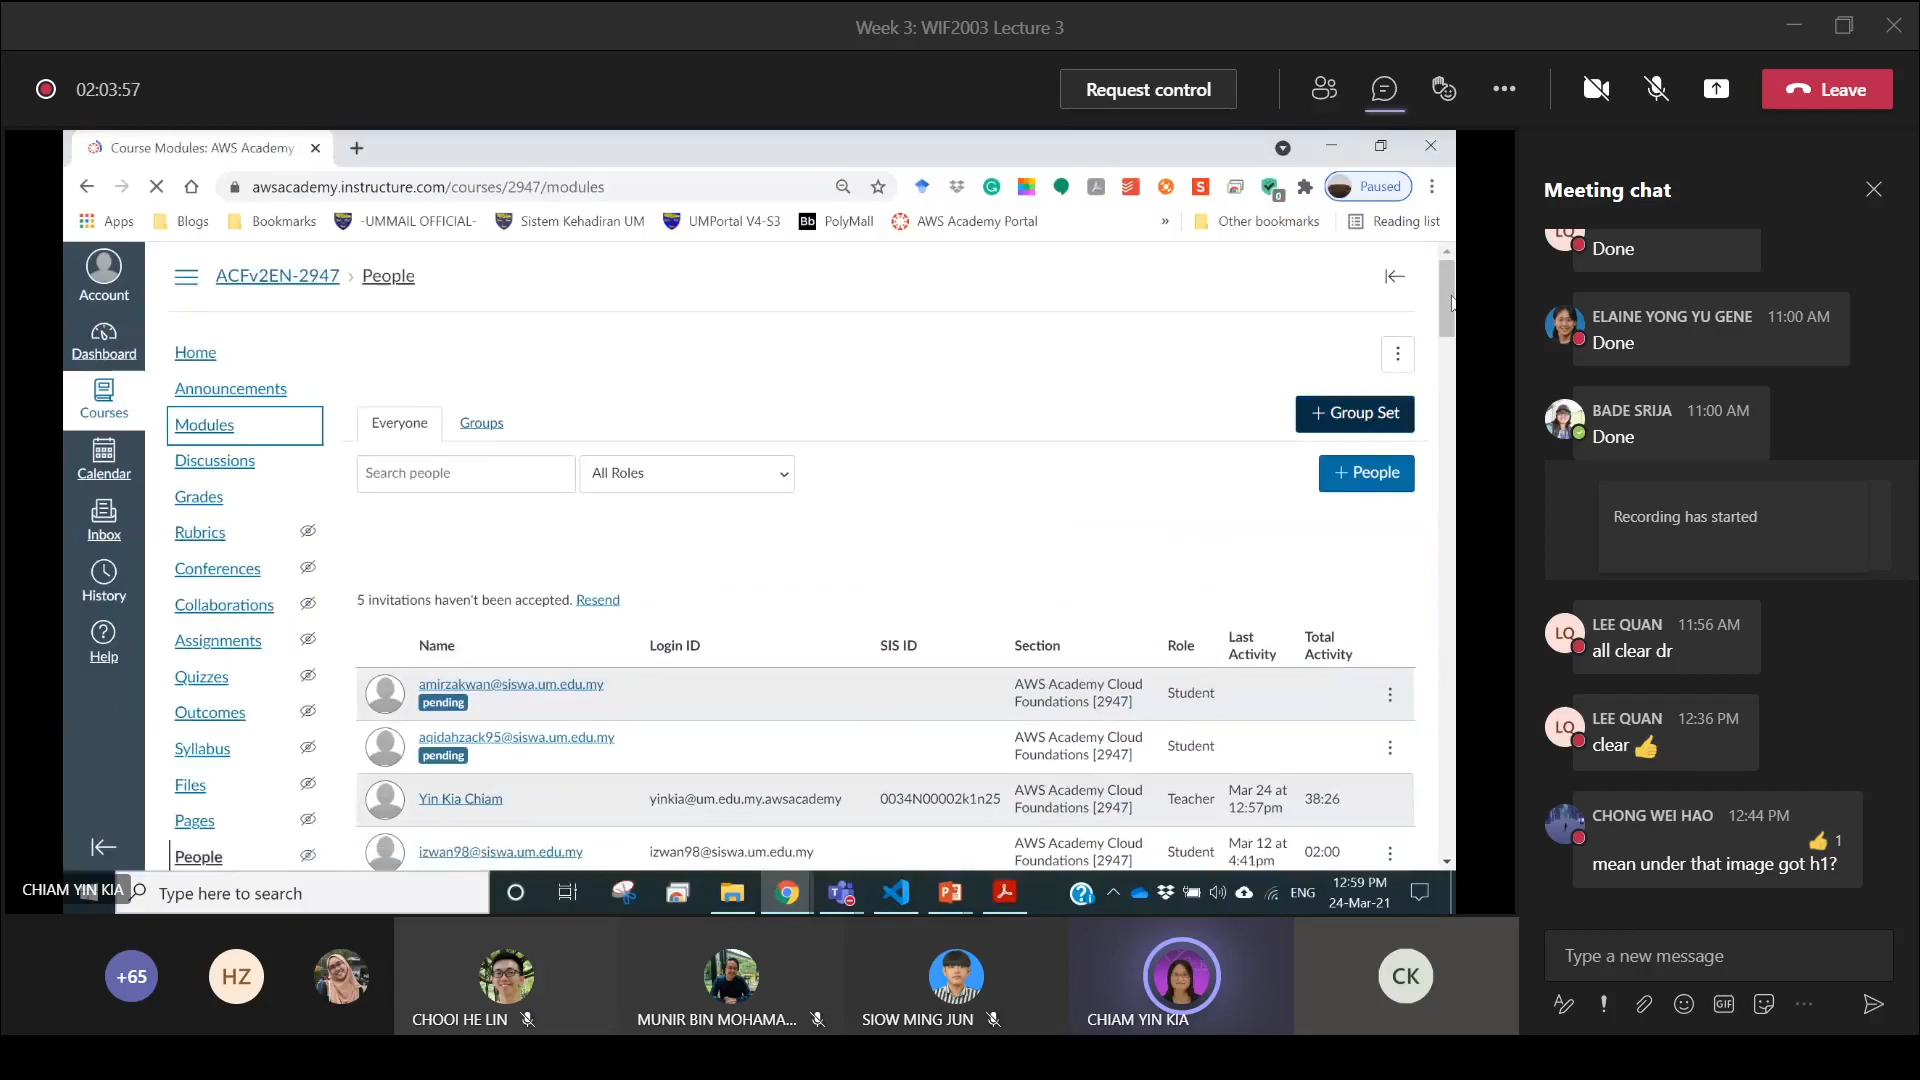 Week 3: WIF2003 Lecture 3
02:03:57
Request control
Leave
Course Modules: AWS Academy
awsacademy.instructure.com/courses/2947/modules
Paused
Apps
Blogs
Bookmarks
-UMMAIL OFFICIAL-
Sistem Kehadiran UM
UMPortal V4-S3
Bb
PolyMall
AWS Academy Portal
»
Other bookmarks
Reading list
Account
Dashboard
Courses
Calendar
Inbox
History
Help
ACFv2EN-2947 › People
Home
Announcements
Modules
Discussions
Grades
Rubrics
Conferences
Collaborations
Assignments
Quizzes
Outcomes
Syllabus
Files
Pages
People
Everyone
Groups
+ Group Set
Search people
All Roles
+ People
5 invitations haven't been accepted. Resend
Name
Login ID
SIS ID
Section
Role
Last
Activity
Total
Activity
amirzakwan@siswa.um.edu.my
pending
AWS Academy Cloud
Foundations [2947]
Student
aqidahzack95@siswa.um.edu.my
pending
AWS Academy Cloud
Foundations [2947]
Student
Yin Kia Chiam
yinkia@um.edu.my.awsacademy
0034N00002k1n25
AWS Academy Cloud
Foundations [2947]
Teacher
Mar 24 at
12:57pm
38:26
izwan98@siswa.um.edu.my
izwan98@siswa.um.edu.my
AWS Academy Cloud
Foundations [2947]
Student
Mar 12 at
4:41pm
02:00
CHIAM YIN KIA
Type here to search
ENG
12:59 PM
24-Mar-21
Meeting chat
LQ
Done
ELAINE YONG YU GENE 11:00 AM
Done
BADE SRIJA 11:00 AM
Done
Recording has started
LQ
LEE QUAN 11:56 AM
all clear dr
LQ
LEE QUAN 12:36 PM
clear 👍
CHONG WEI HAO 12:44 PM
👍 1
mean under that image got h1?
Type a new message
GIF
+65
HZ
CHOOI HE LIN
MUNIR BIN MOHAMA...
SIOW MING JUN
CHIAM YIN KIA
CK